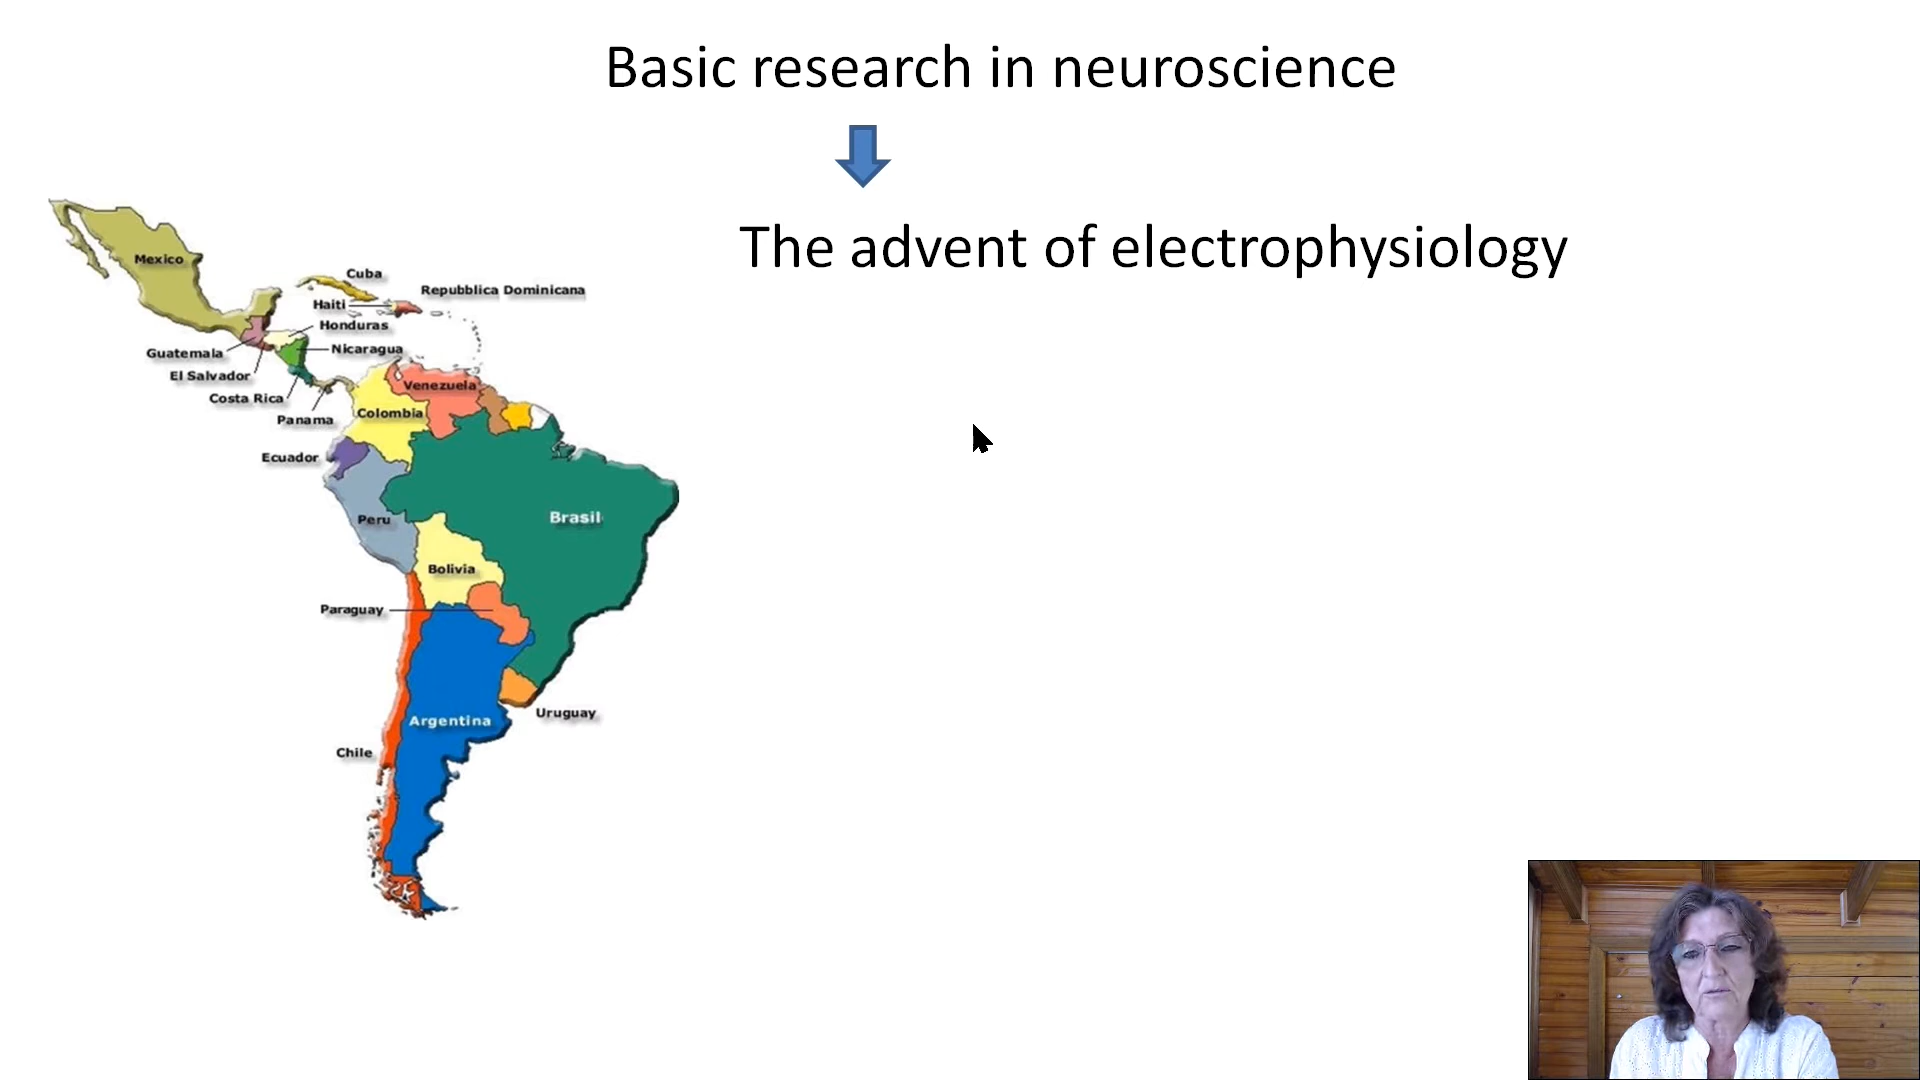 Basic research in neuroscience
The advent of electrophysiology
Mexico
Cuba
Repubblica Dominicana
Haiti
Honduras
Guatemala
Nicaragua
El Salvador
Costa Rica
Panama
Venezuela
Colombia
Ecuador
Peru
Brasil
Bolivia
Paraguay
Uruguay
Argentina
Chile